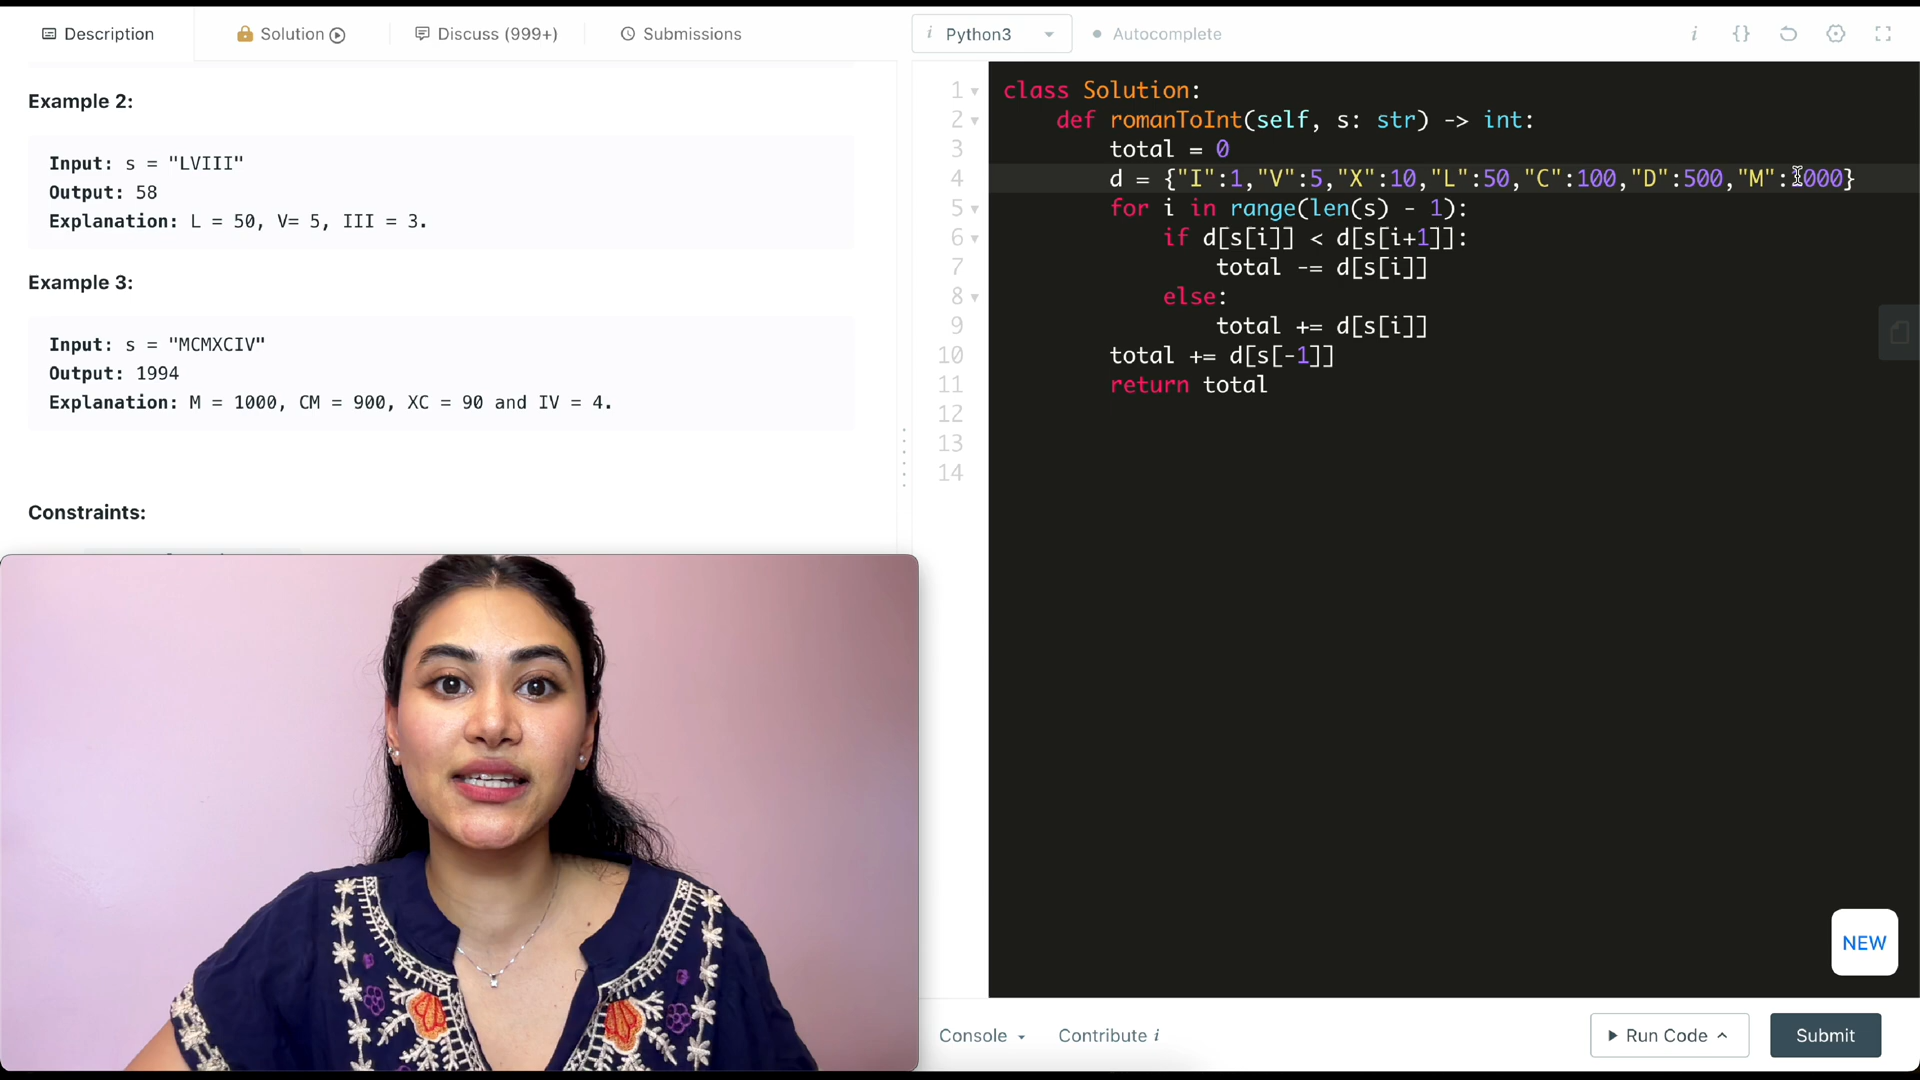 Description
Solution
Discuss (999+)
Submissions
Example 2:
Input: s = "LVIII"
Output: 58
Explanation: L = 50, V= 5, III = 3.
Example 3:
Input: s = "MCMXCIV"
Output: 1994
Explanation: M = 1000, CM = 900, XC = 90 and IV = 4.
Constraints:
i Python3
Autocomplete
i {}
1 class Solution:
2 def romanToInt(self, s: str) -> int:
3 total = 0
4 d = {"I":1,"V":5,"X":10,"L":50,"C":100,"D":500,"M":1000}
5 for i in range(len(s) - 1):
6 if d[s[i]] < d[s[i+1]]:
7 total -= d[s[i]]
8 else:
9 total += d[s[i]]
10 total += d[s[-1]]
11 return total
12
13
14
NEW
Console
Contribute i
Run Code
Submit